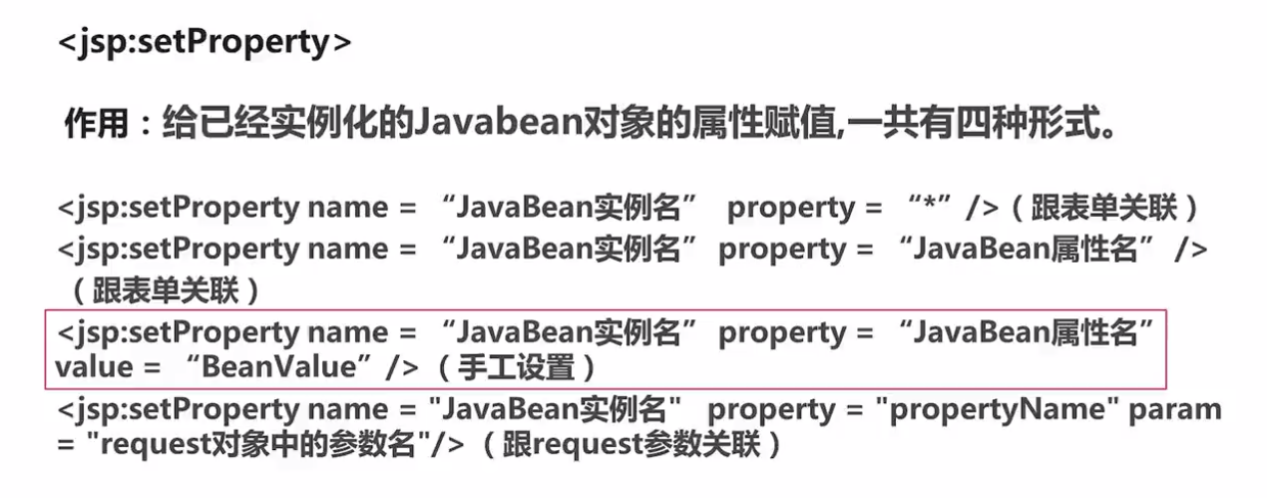 <jsp:setProperty>
作用：给已经实例化的Javabean对象的属性赋值,一共有四种形式。
<jsp:setProperty name = “JavaBean实例名” property = “*” />（跟表单关联）
<jsp:setProperty name = “JavaBean实例名” property = “JavaBean属性名” />
（跟表单关联）
<jsp:setProperty name = “JavaBean实例名” property = “JavaBean属性名”
value = “BeanValue” />（手工设置）
<jsp:setProperty name = "JavaBean实例名" property = "propertyName" param
= "request对象中的参数名"/>（跟request参数关联）